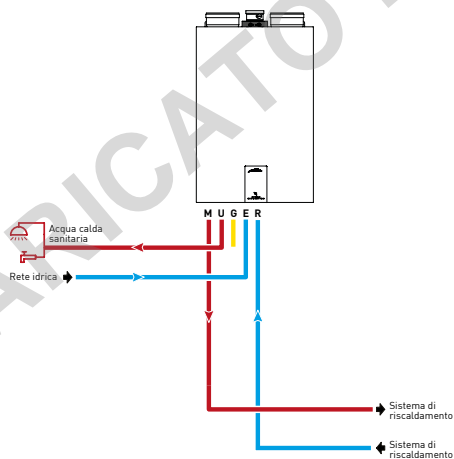 M U G E R
Acqua calda
sanitaria
Rete idrica
Sistema di
riscaldamento
Sistema di
riscaldamento
ARICATO